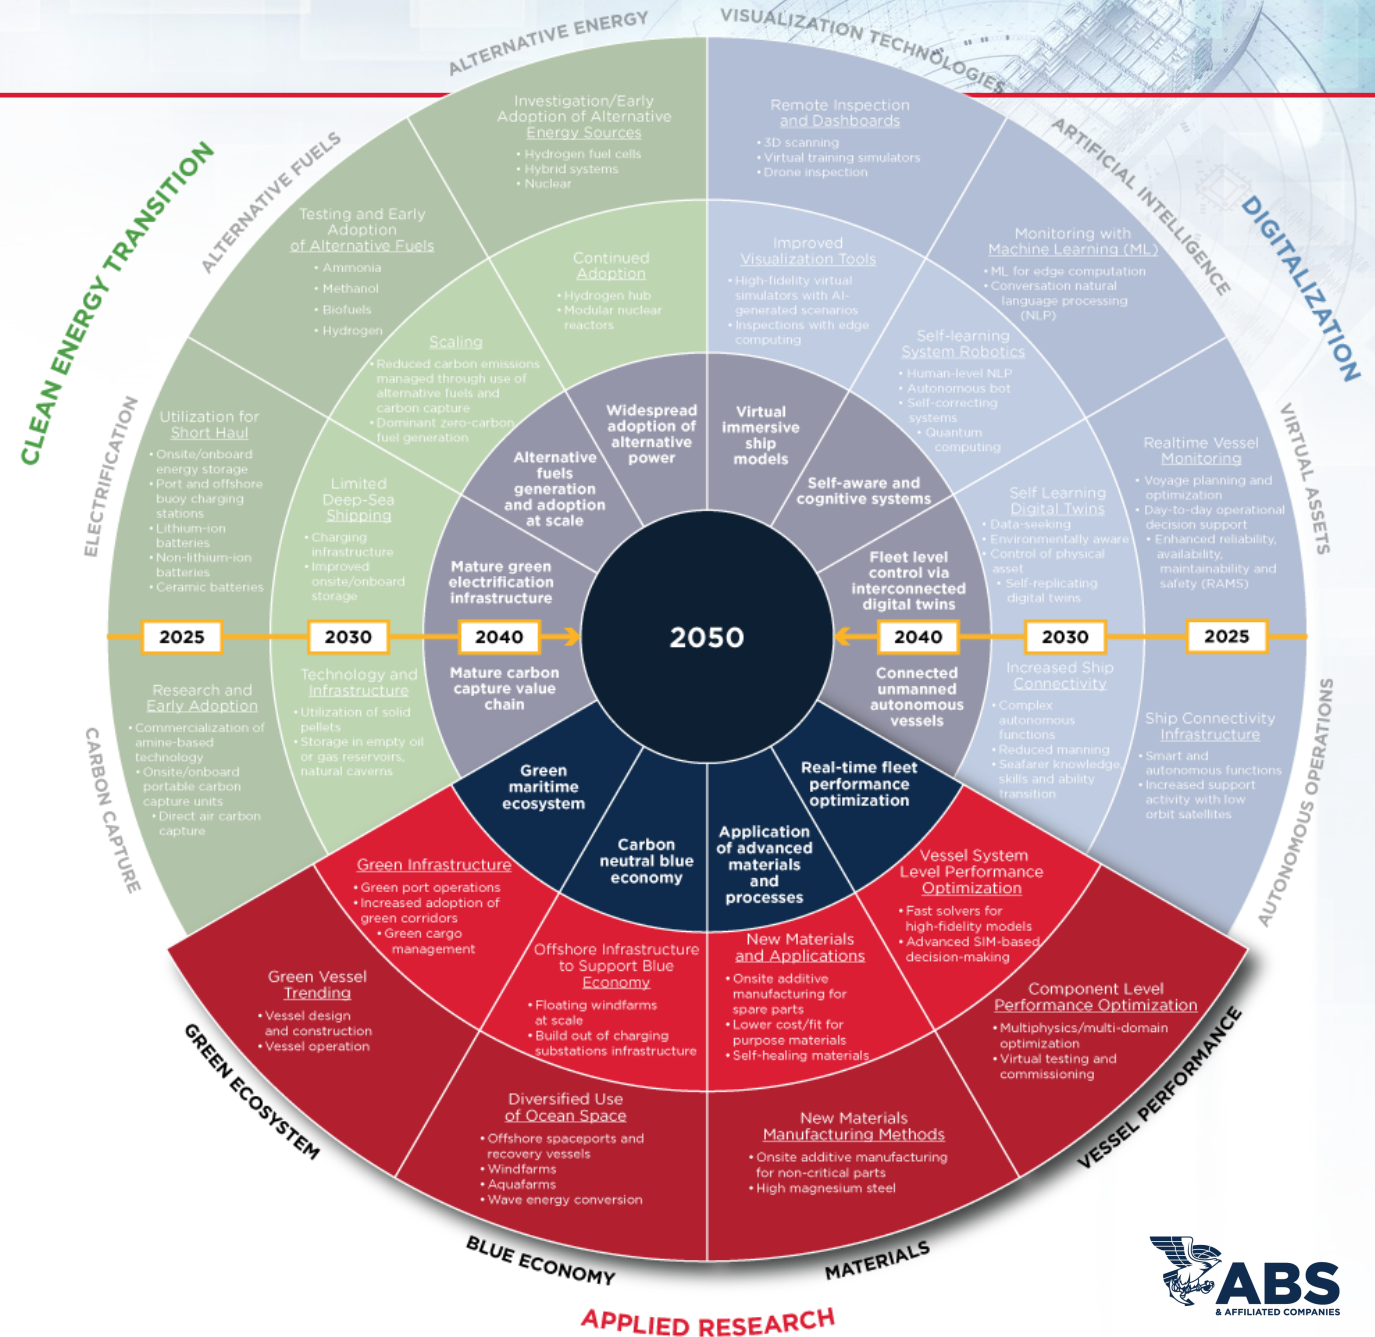 ALTERNATIVE ENERGY
VISUALIZATION TECHNOLOGIES
ALTERNATIVE FUELS
ARTIFICIAL INTELLIGENCE
CLEAN ENERGY TRANSITION
DIGITALIZATION
ELECTRIFICATION
VIRTUAL ASSETS
CARBON CAPTURE
AUTONOMOUS OPERATIONS
Investigation/Early
Adoption of Alternative
Energy Sources
• Hydrogen fuel cells
• Hybrid systems
• Nuclear
Remote Inspection
and Dashboards
• 3D scanning
• Virtual training simulators
• Drone inspection
Testing and Early
Adoption
of Alternative Fuels
• Ammonia
• Methanol
• Biofuels
• Hydrogen
Continued
Adoption
• Hydrogen hub
• Modular nuclear
reactors
Improved
Visualization Tools
• High-fidelity virtual
simulators with AI-
generated scenarios
• Inspections with edge
computing
Monitoring with
Machine Learning (ML)
• ML for edge computation
• Conversation natural
language processing
(NLP)
Scaling
• Reduced carbon emissions
managed through use of
alternative fuels and
carbon capture
• Dominant zero-carbon
fuel generation
Self-learning
System Robotics
• Human-level NLP
• Autonomous bot
• Self-correcting
systems
• Quantum
computing
Utilization for
Short Haul
• Onsite/onboard
energy storage
• Port and offshore
buoy charging
stations
• Lithium-ion
batteries
• Non-lithium-ion
batteries
• Ceramic batteries
Limited
Deep-Sea
Shipping
• Charging
infrastructure
• Improved
onsite/onboard
storage
Widespread
adoption of
alternative
power
Virtual
immersive
ship
models
Alternative
fuels
generation
and adoption
at scale
Self-aware and
cognitive systems
Mature green
electrification
infrastructure
Fleet level
control via
interconnected
digital twins
Self Learning
Digital Twins
• Data-seeking
• Environmentally aware
• Control of physical
asset
• Self-replicating
digital twins
Realtime Vessel
Monitoring
• Voyage planning and
optimization
• Day-to-day operational
decision support
• Enhanced reliability,
availability,
maintainability and
safety (RAMS)
2025
2030
2040
2050
2040
2030
2025
Research and
Early Adoption
• Commercialization of
amine-based
technology
• Onsite/onboard
portable carbon
capture units
• Direct air carbon
capture
Technology and
Infrastructure
• Utilization of solid
pellets
• Storage in empty oil
or gas reservoirs,
natural caverns
Mature carbon
capture value
chain
Connected
unmanned
autonomous
vessels
Increased Ship
Connectivity
• Complex
autonomous
functions
• Reduced manning
• Seafarer knowledge,
skills and ability
transition
Ship Connectivity
Infrastructure
• Smart and
autonomous functions
• Increased support
activity with low
orbit satellites
Green
maritime
ecosystem
Carbon
neutral blue
economy
Application
of advanced
materials
and
processes
Real-time fleet
performance
optimization
Green Infrastructure
• Green port operations
• Increased adoption of
green corridors
• Green cargo
management
Offshore Infrastructure
to Support Blue
Economy
• Floating windfarms
at scale
• Build out of charging
substations infrastructure
New Materials
and Applications
• Onsite additive
manufacturing for
spare parts
• Lower cost/fit for
purpose materials
• Self-healing materials
Vessel System
Level Performance
Optimization
• Fast solvers for
high-fidelity models
• Advanced SIM-based
decision-making
Green Vessel
Trending
• Vessel design
and construction
• Vessel operation
Diversified Use
of Ocean Space
• Offshore spaceports and
recovery vessels
• Windfarms
• Aquafarms
• Wave energy conversion
New Materials
Manufacturing Methods
• Onsite additive manufacturing
for non-critical parts
• High magnesium steel
Component Level
Performance Optimization
• Multiphysics/multi-domain
optimization
• Virtual testing and
commissioning
GREEN ECOSYSTEM
BLUE ECONOMY
MATERIALS
VESSEL PERFORMANCE
APPLIED RESEARCH
ABS
& AFFILIATED COMPANIES